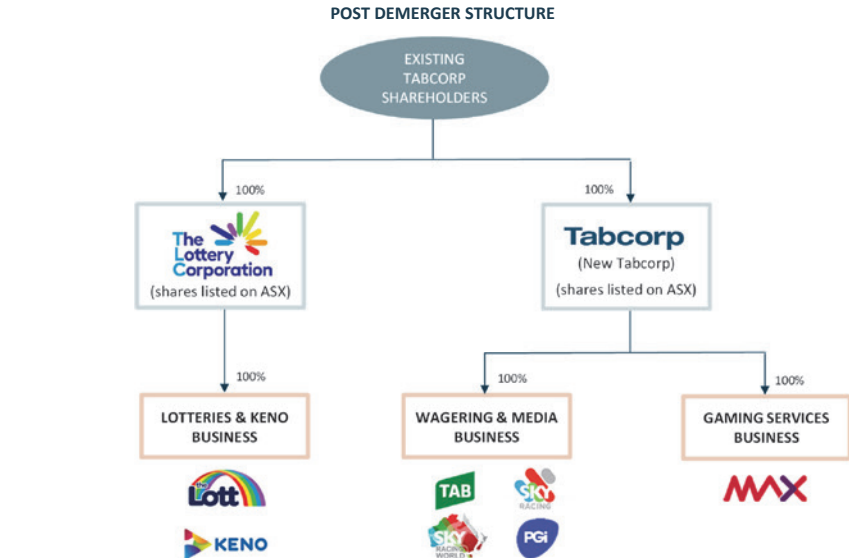 POST DEMERGER STRUCTURE
EXISTING
TABCORP
SHAREHOLDERS
100%
100%
The
Lottery
Corporation
(shares listed on ASX)
Tabcorp
(New Tabcorp)
(shares listed on ASX)
100%
100%
100%
LOTTERIES & KENO
BUSINESS
WAGERING & MEDIA
BUSINESS
GAMING SERVICES
BUSINESS
the
Lott
KENO
TAB
SKY
RACING
SKY
RACING
WORLD
PGi
MAX